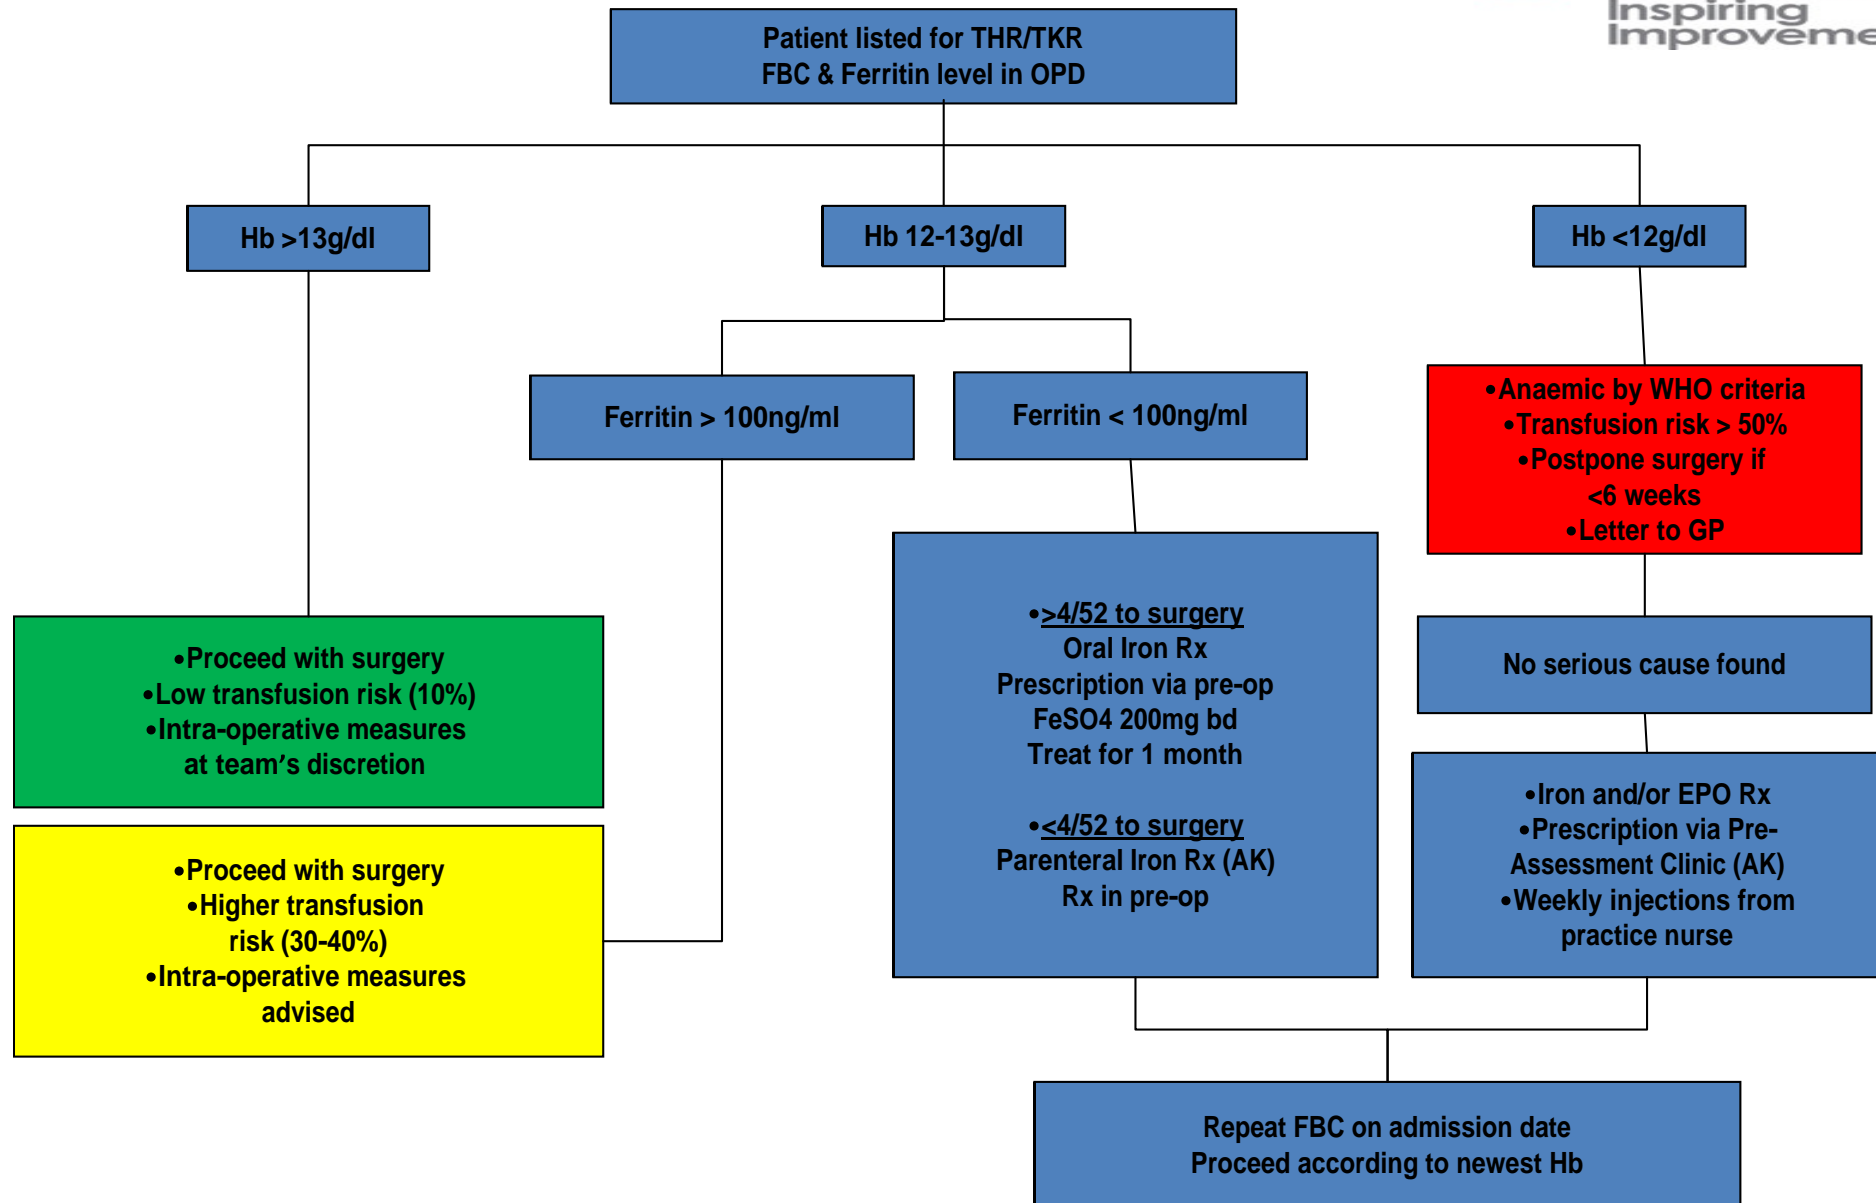 Inspiring
Improveme
Patient listed for THR/TKR
FBC & Ferritin level in OPD
Hb >13g/dl
Hb 12-13g/dl
Hb <12g/dl
Ferritin > 100ng/ml
Ferritin < 100ng/ml
•Anaemic by WHO criteria
•Transfusion risk > 50%
•Postpone surgery if
<6 weeks
•Letter to GP
•Proceed with surgery
•Low transfusion risk (10%)
•Intra-operative measures
at team's discretion
•>4/52 to surgery
Oral Iron Rx
Prescription via pre-op
FeSO4 200mg bd
Treat for 1 month
•<4/52 to surgery
Parenteral Iron Rx (AK)
Rx in pre-op
No serious cause found
•Iron and/or EPO Rx
•Prescription via Pre-
Assessment Clinic (AK)
•Weekly injections from
practice nurse
•Proceed with surgery
•Higher transfusion
risk (30-40%)
•Intra-operative measures
advised
Repeat FBC on admission date
Proceed according to newest Hb